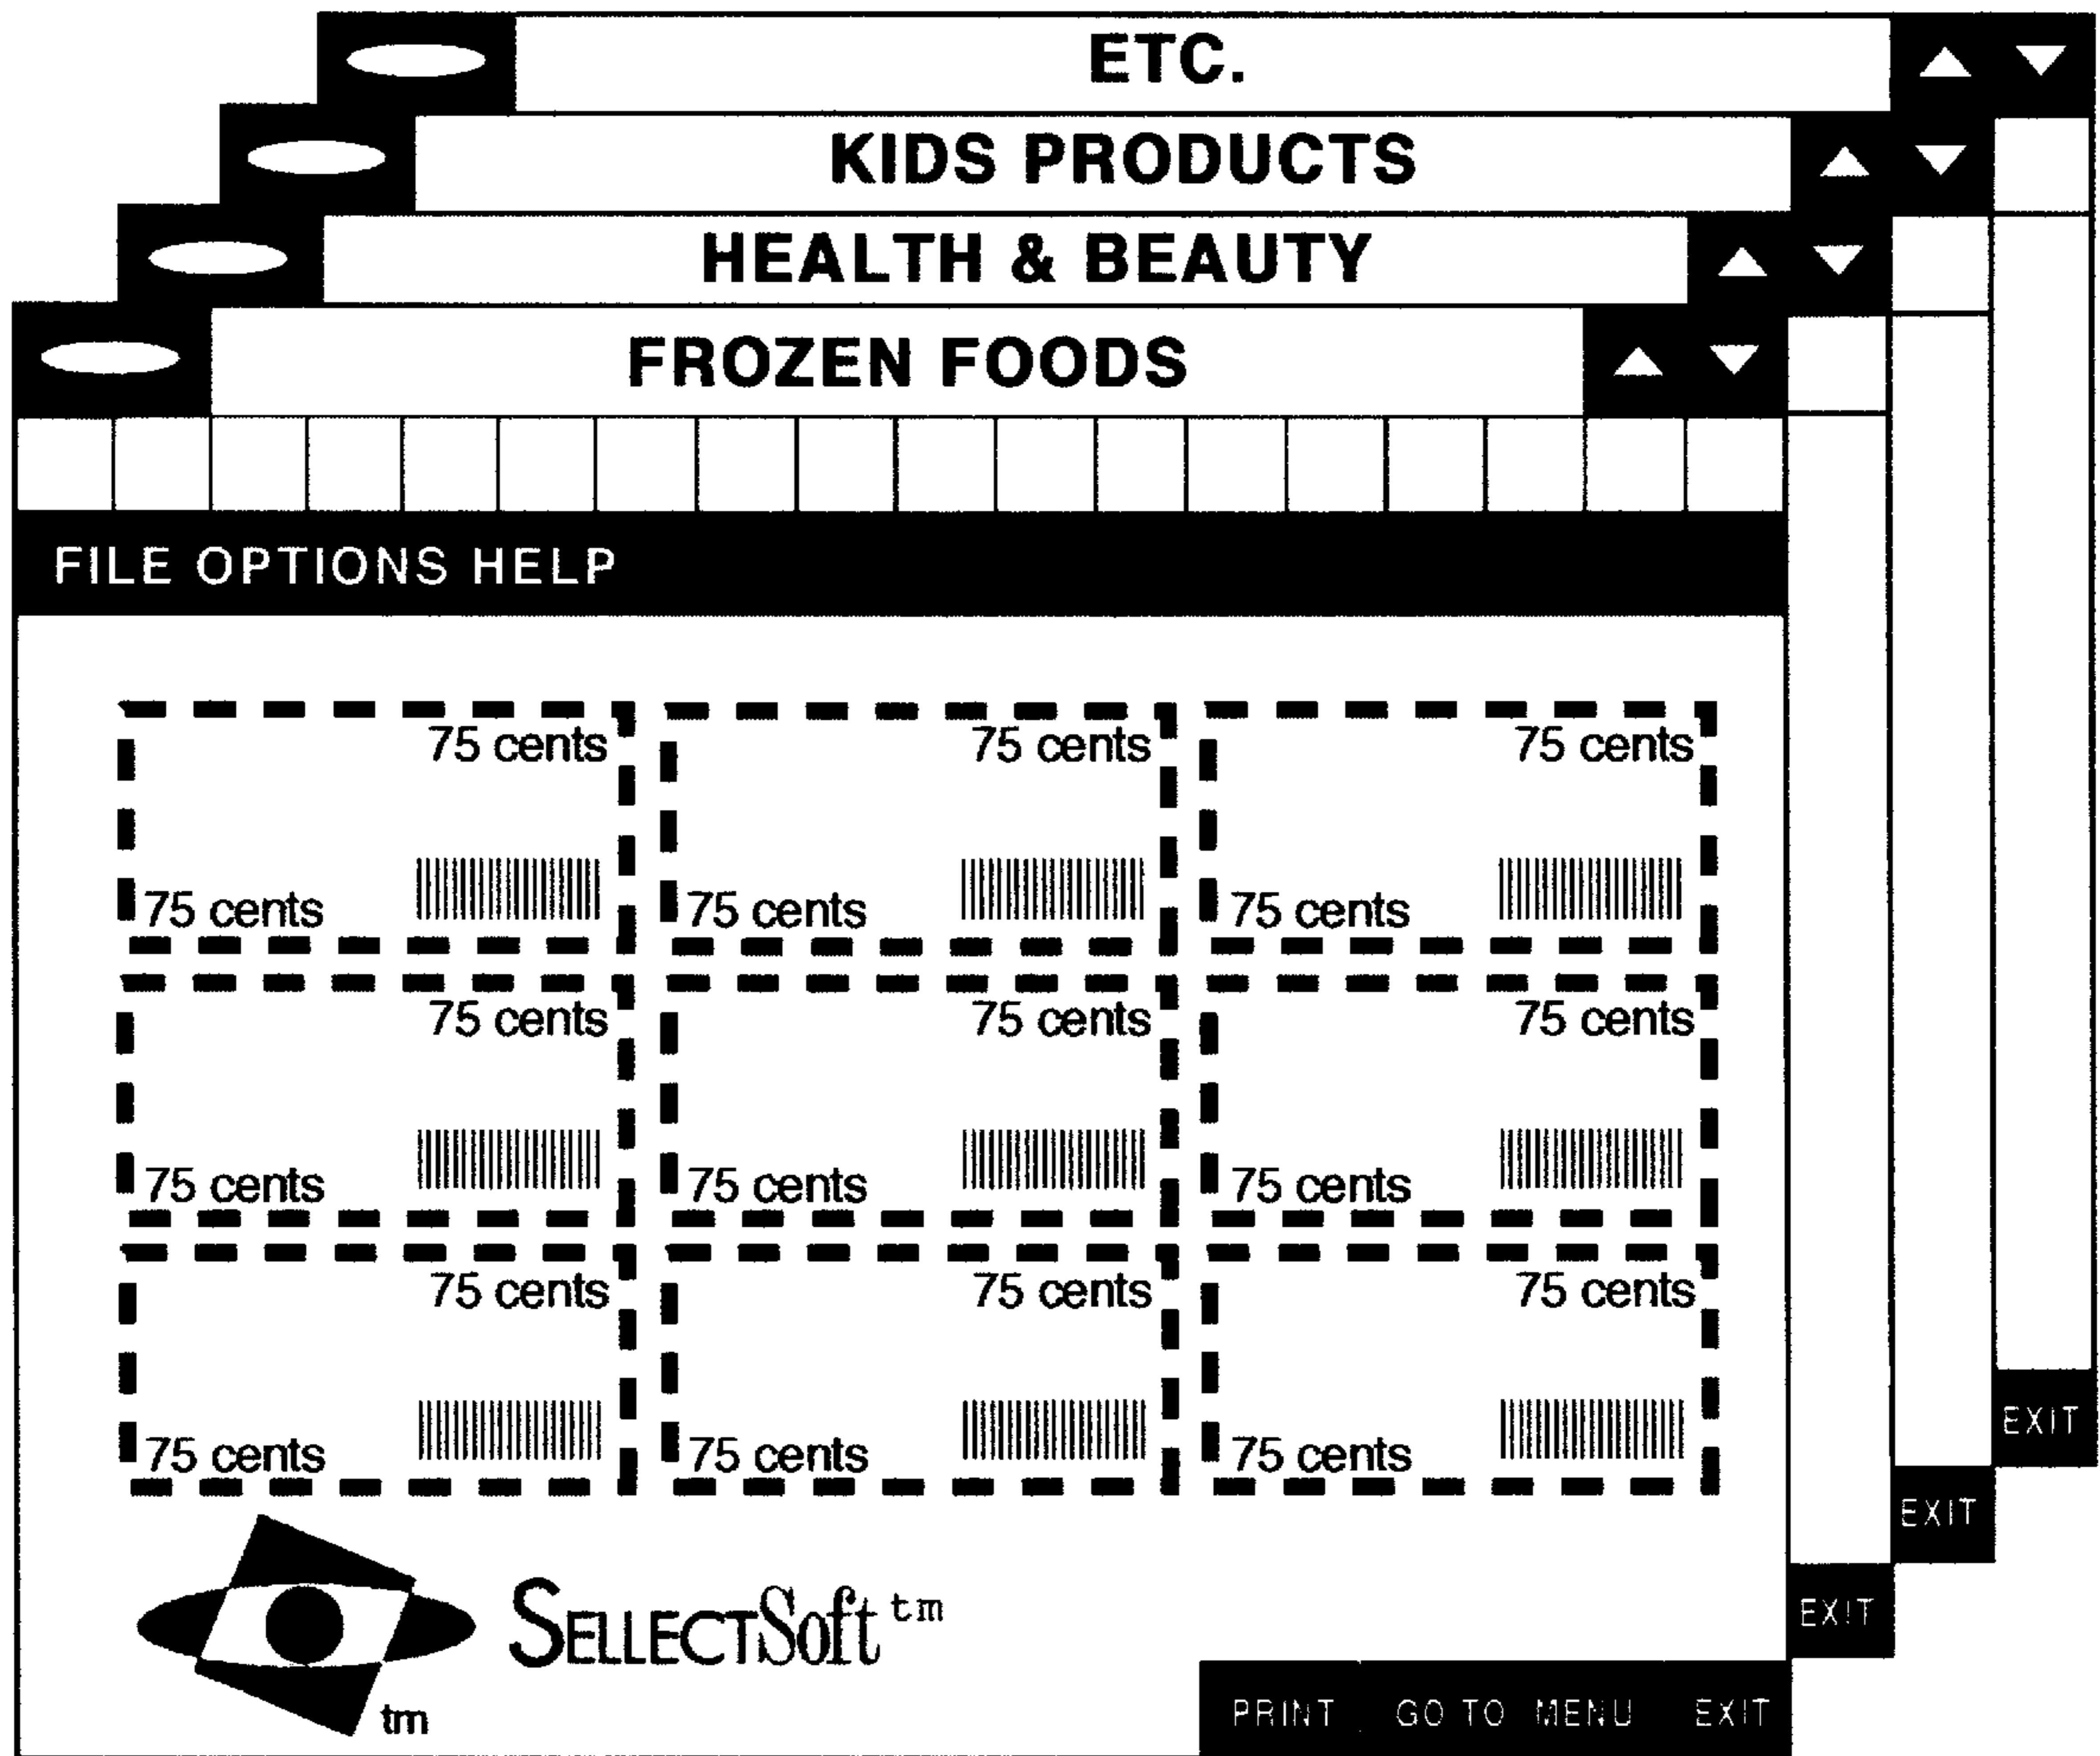 ETC.
KIDS PRODUCTS
HEALTH & BEAUTY
FROZEN FOODS
FILE OPTIONS HELP
75 cents 75 cents 75 cents
75 cents 75 cents 75 cents
75 cents 75 cents 75 cents
75 cents 75 cents 75 cents
75 cents 75 cents 75 cents
75 cents 75 cents 75 cents
EXIT
EXIT
EXIT
SELLECTSoft tm
tm
PRINT GO TO MENU EXIT